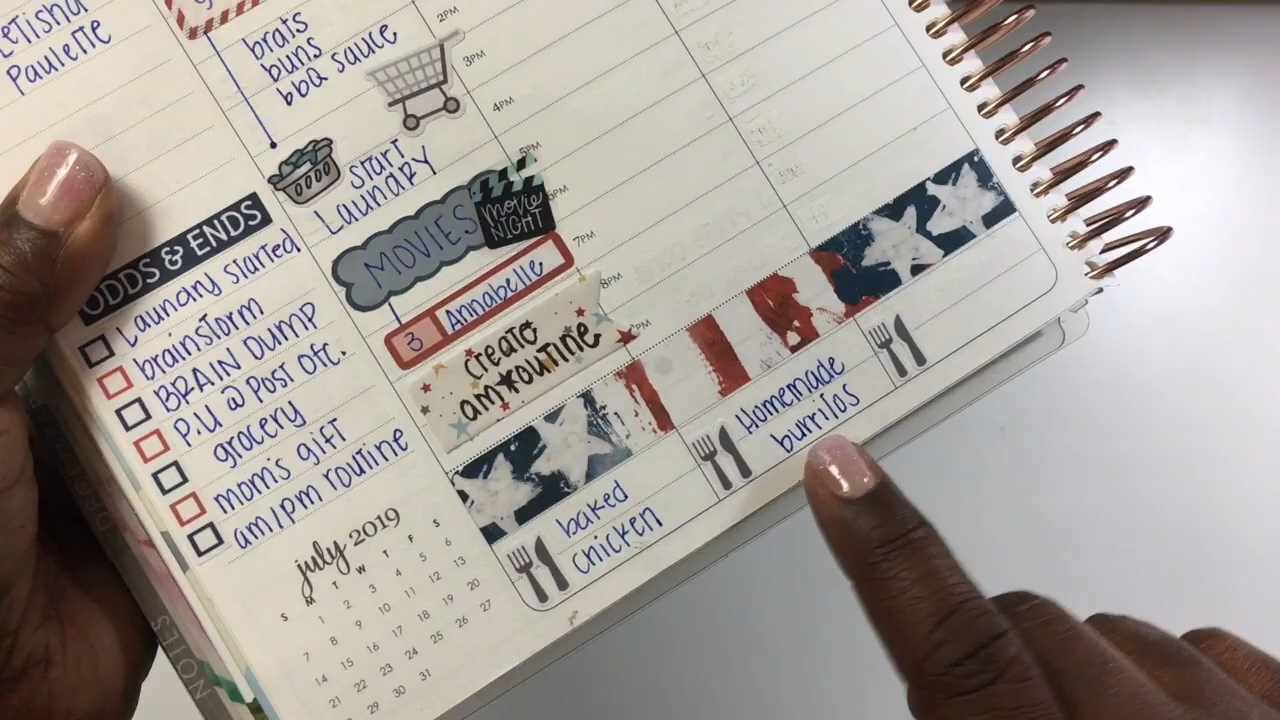 Letisha
Paulette
ODDS & ENDS
Laundry started
brainstorm
BRAIN DUMP
P.U @ Post Ofc.
grocery
mom's gift
am/pm routine
july 2019
S M T W T F S
1 2 3 4 5 6
7 8 9 10 11 12 13
14 15 16 17 18 19 20
21 22 23 24 25 26 27
29 30 31
brats
buns
bbq sauce
start
Laundry
MOVIES
movie
NIGHT
3 Annabelle
create
am routine
baked
chicken
2PM
3PM
4PM
5PM
6PM
7PM
8PM
Homemade
burritos
DECEMBER
NOTES